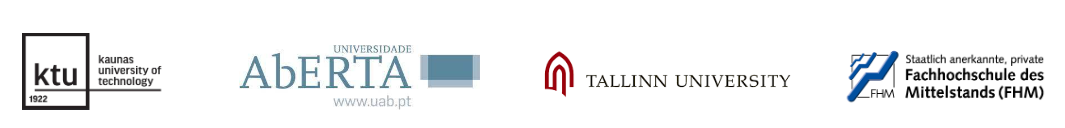 ktu
1922
kaunas
university of
technology
UNIVERSIDADE
AbERTA
www.uab.pt
TALLINN UNIVERSITY
FHM
Staatlich anerkannte, private
Fachhochschule des
Mittelstands (FHM)